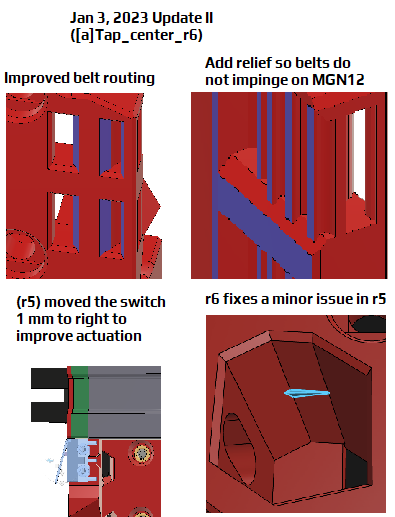 Jan 3, 2023 Update II
([a]Tap_center_r6)
Improved belt routing
Add relief so belts do
not impinge on MGN12
(r5) moved the switch
1 mm to right to
improve actuation
r6 fixes a minor issue in r5